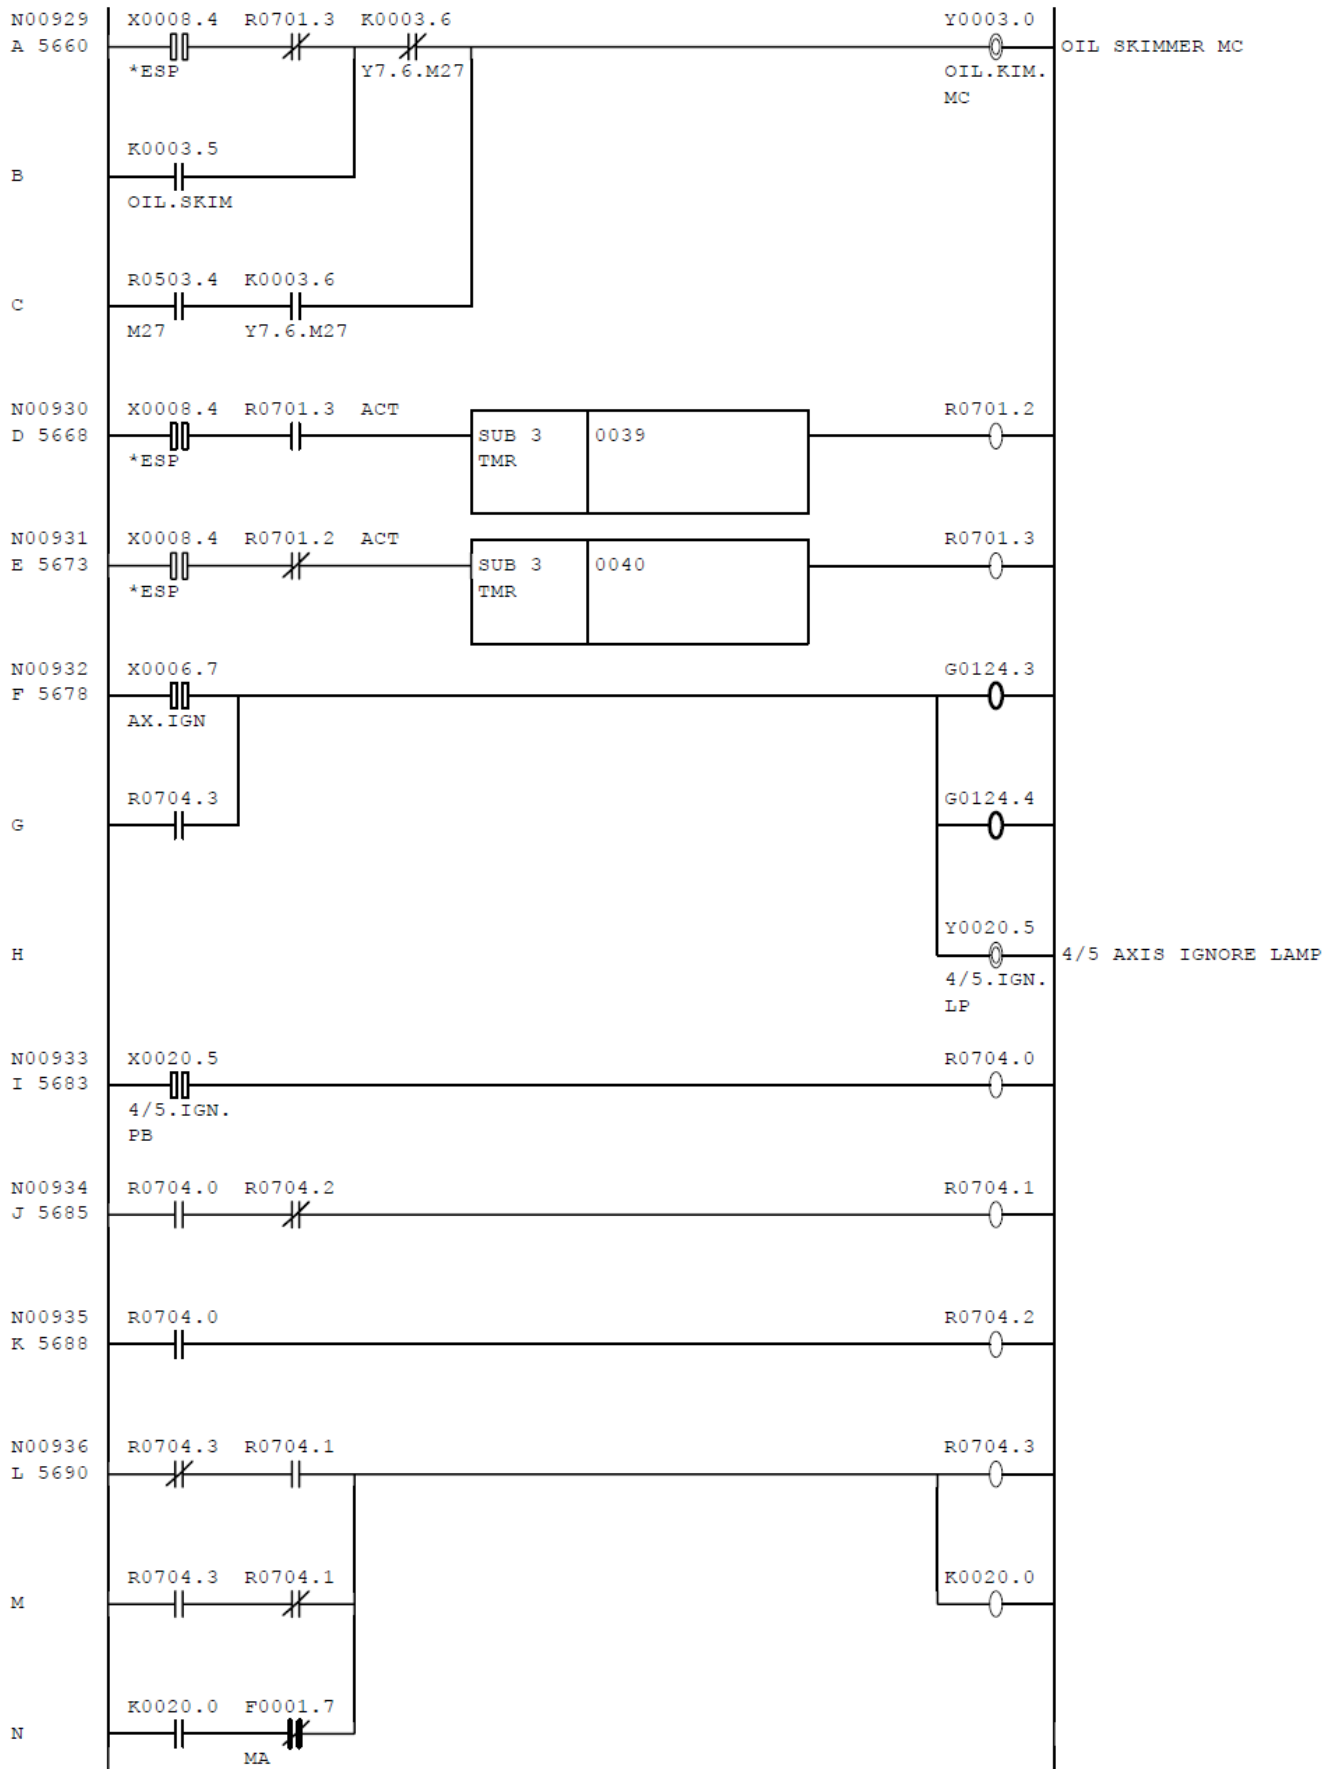 N00929 X0008.4 R0701.3 K0003.6 Y0003.0
A 5660 OIL SKIMMER MC
*ESP Y7.6.M27 OIL.KIM.
MC
K0003.5
B
OIL.SKIM
R0503.4 K0003.6
C
M27 Y7.6.M27
N00930 X0008.4 R0701.3 ACT R0701.2
D 5668 SUB 3 0039
*ESP TMR
N00931 X0008.4 R0701.2 ACT R0701.3
E 5673 SUB 3 0040
*ESP TMR
N00932 X0006.7 G0124.3
F 5678
AX.IGN
R0704.3 G0124.4
G
Y0020.5
H 4/5 AXIS IGNORE LAMP
4/5.IGN.
LP
N00933 X0020.5 R0704.0
I 5683
4/5.IGN.
PB
N00934 R0704.0 R0704.2 R0704.1
J 5685
N00935 R0704.0 R0704.2
K 5688
N00936 R0704.3 R0704.1 R0704.3
L 5690
R0704.3 R0704.1 K0020.0
M
K0020.0 F0001.7
N
MA